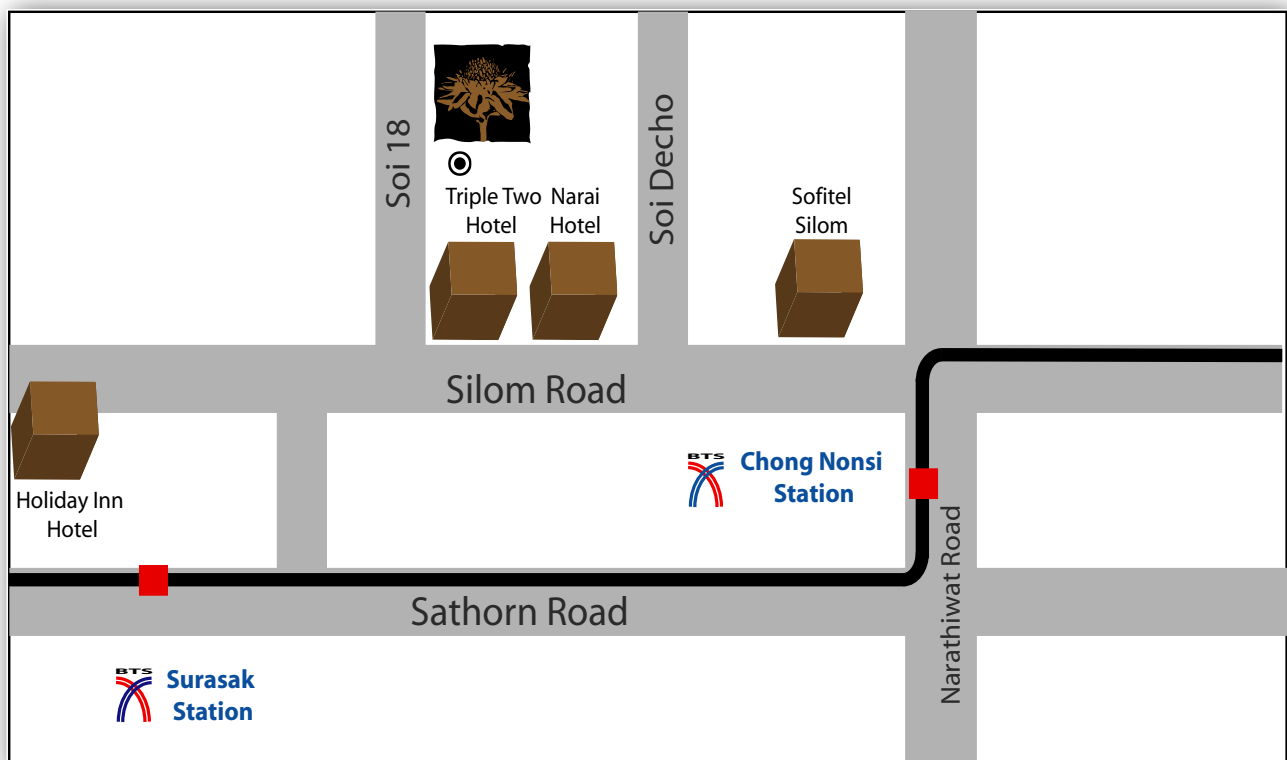 Soi 18
Soi Decho
Triple Two
Hotel
Narai
Hotel
Sofitel
Silom
Silom Road
Holiday Inn
Hotel
BTS
Chong Nonsi
Station
Narathiwat Road
Sathorn Road
BTS
Surasak
Station